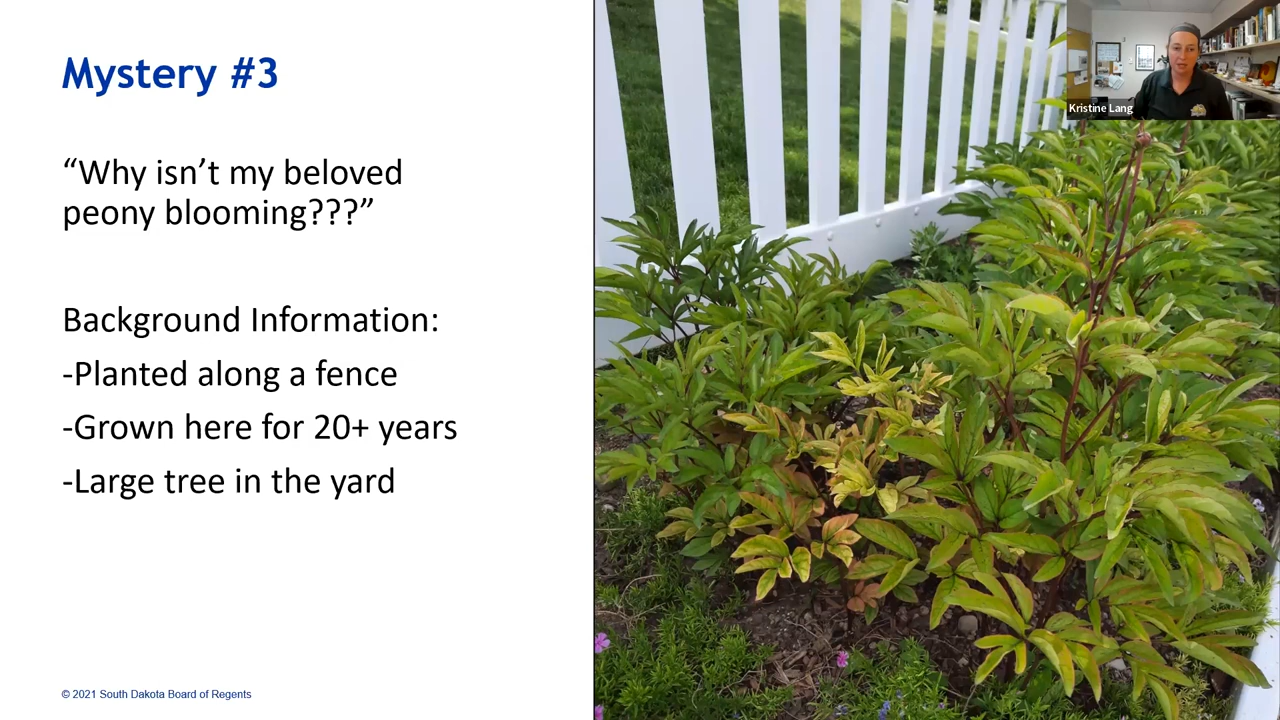 Mystery #3
“Why isn’t my beloved
peony blooming???”
Background Information:
-Planted along a fence
-Grown here for 20+ years
-Large tree in the yard
© 2021 South Dakota Board of Regents
Kristine Lang